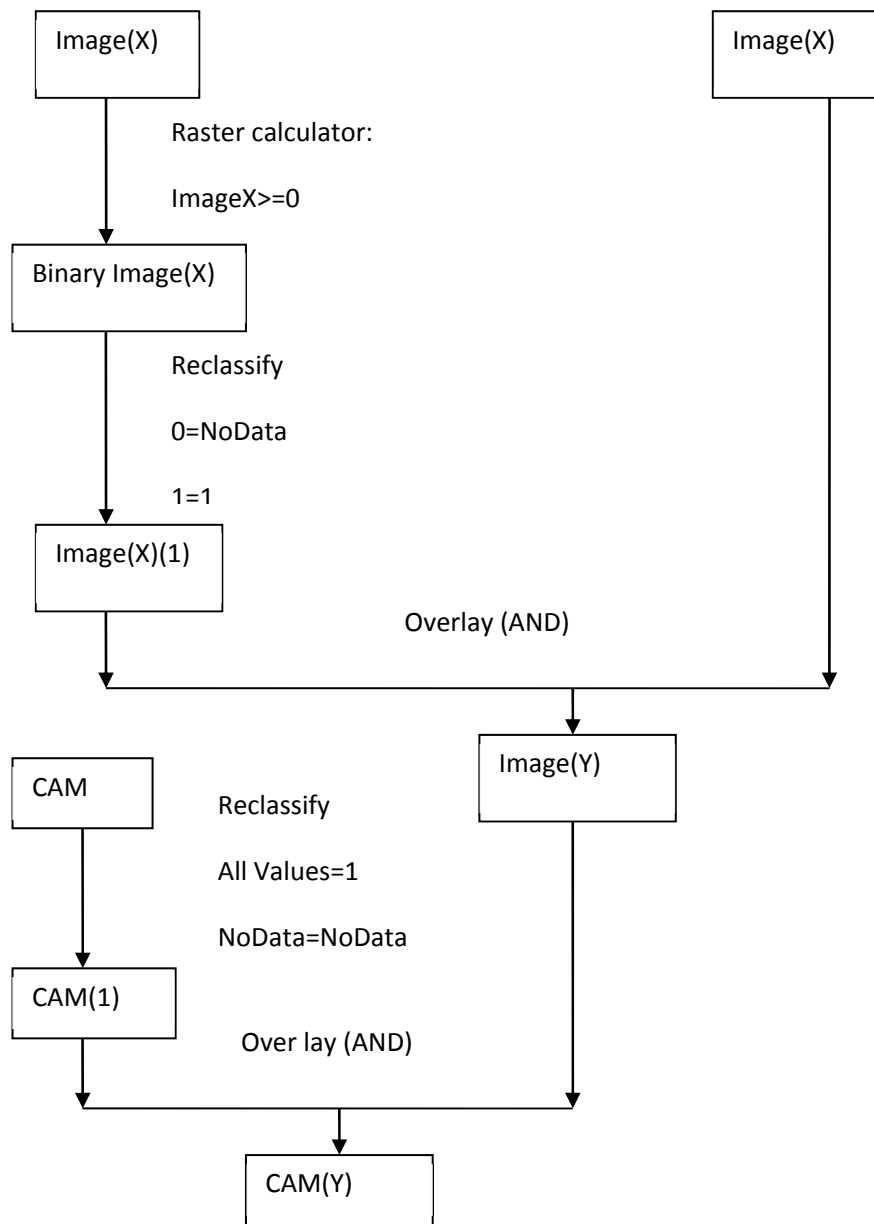 Image(X)
Image(X)
Raster calculator:
ImageX>=0
Binary Image(X)
Reclassify
0=NoData
1=1
Image(X)(1)
Overlay (AND)
Image(Y)
CAM
Reclassify
All Values=1
NoData=NoData
CAM(1)
Over lay (AND)
CAM(Y)